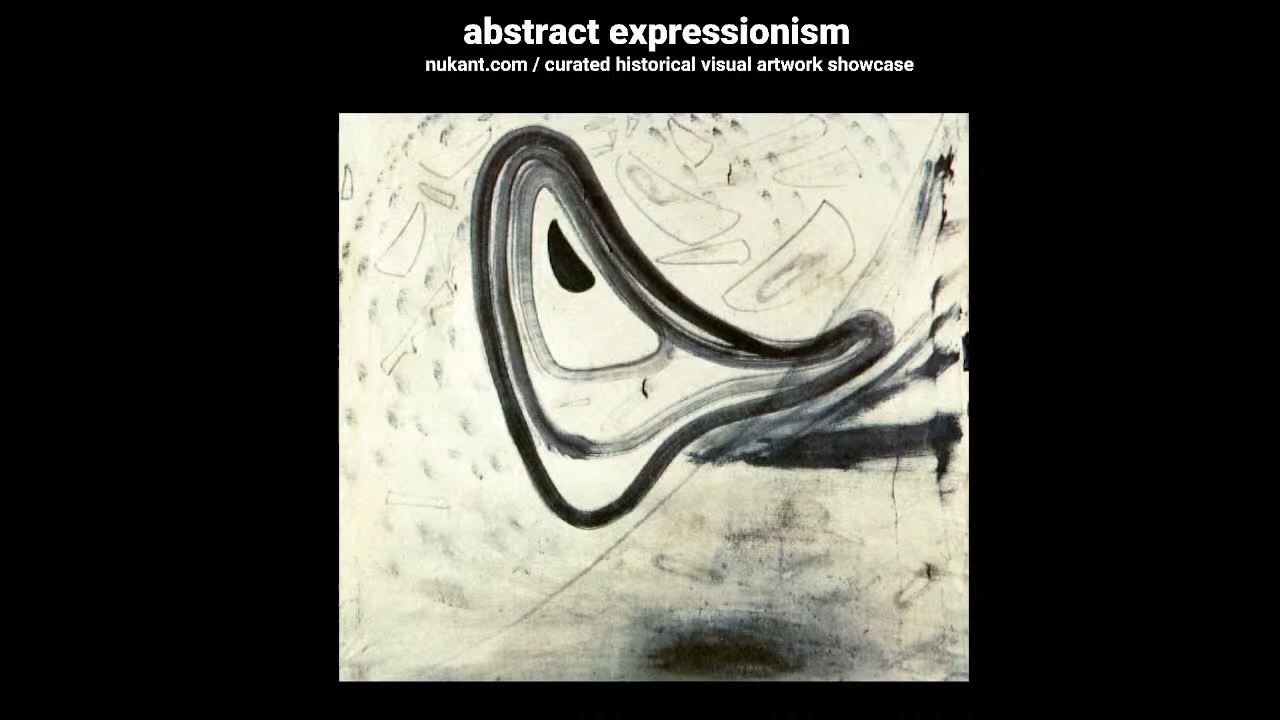 abstract expressionism
nukant.com / curated historical visual artwork showcase